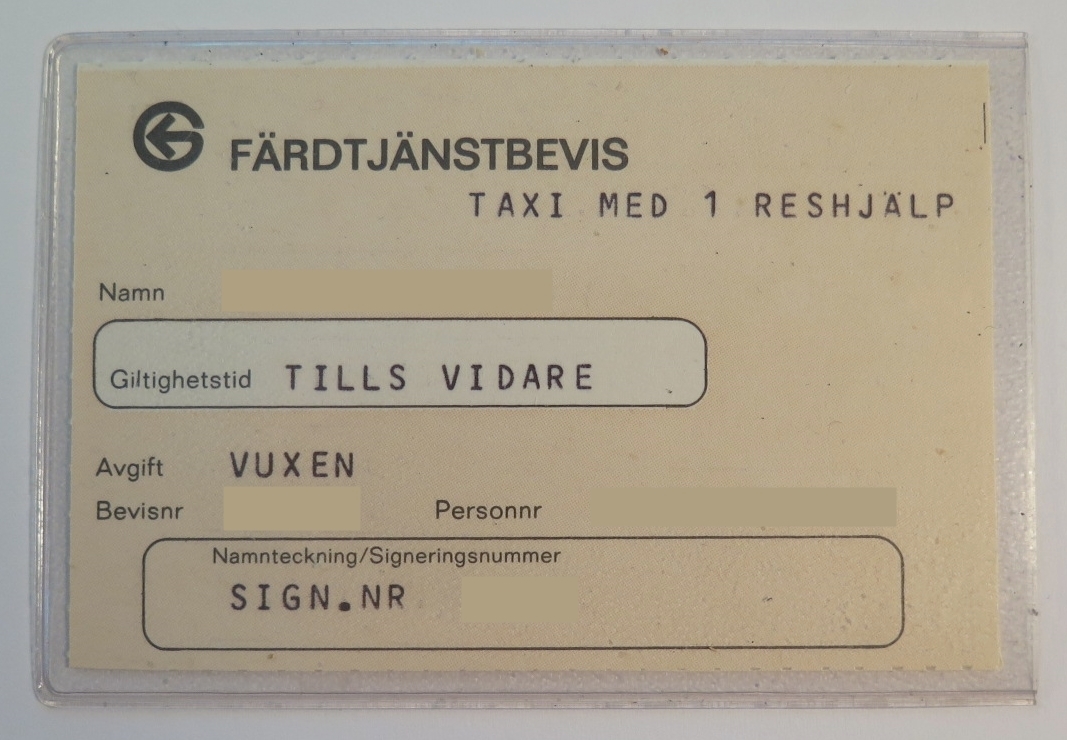 FÄRDTJÄNSTBEVIS
TAXI MED 1 RESHJÄLP
Namn
Giltighetstid TILLS VIDARE
Avgift VUXEN
Bevisnr Personnr
Namnteckning/Signeringsnummer
SIGN.NR